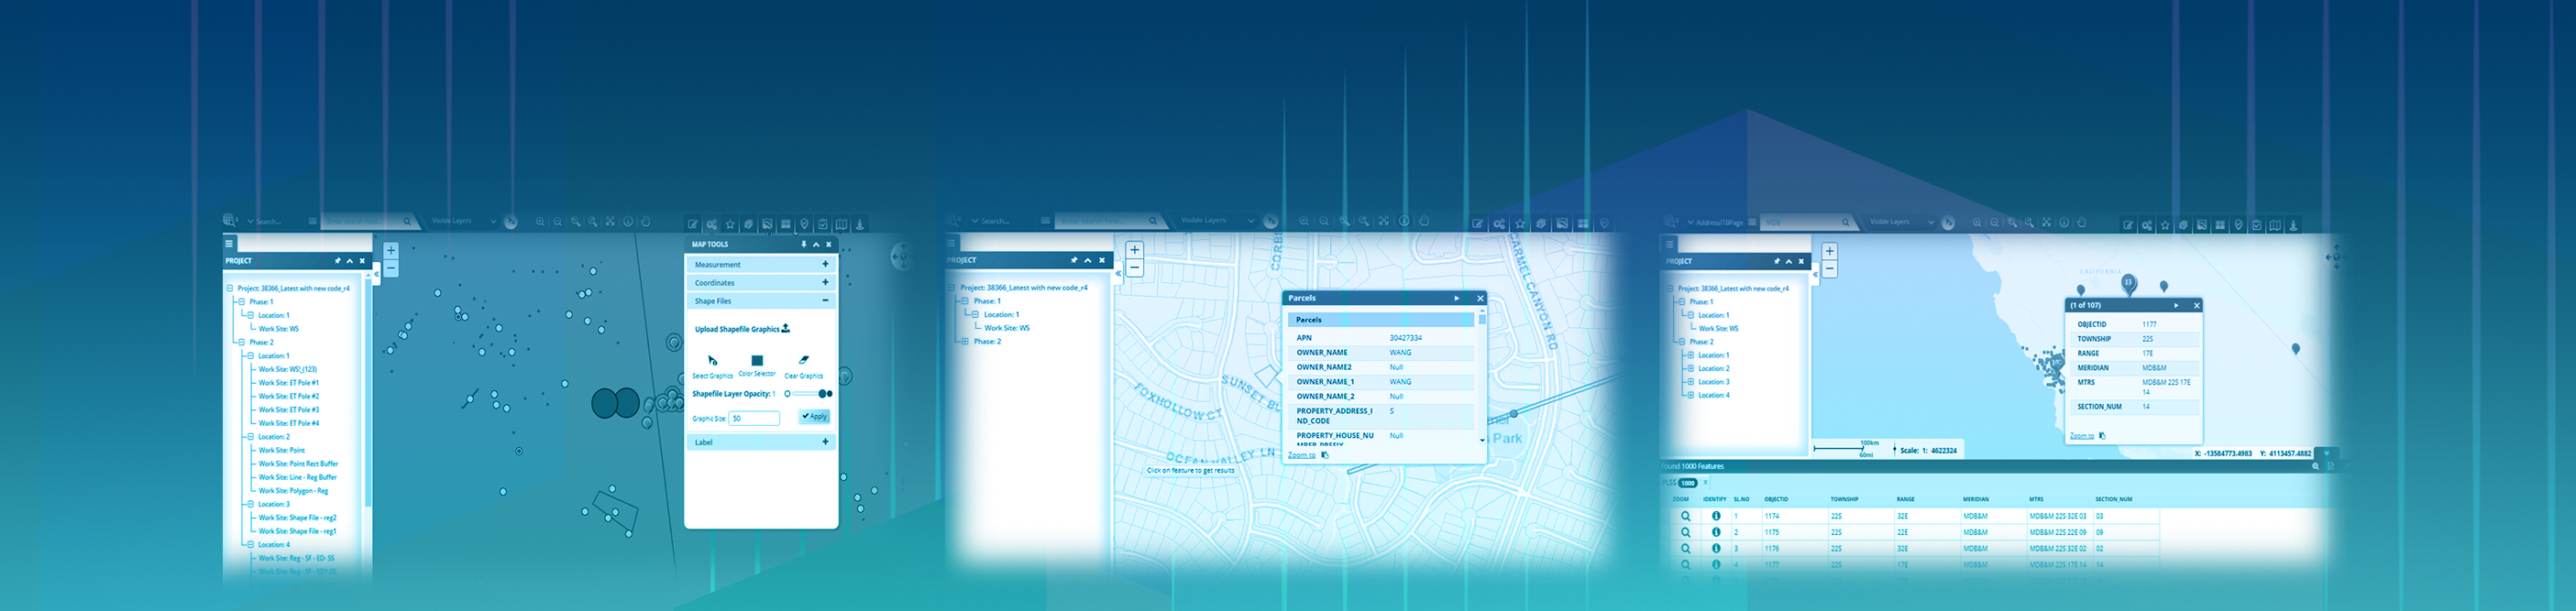 Search...
Enter search field
Visible Layers
PROJECT
Project: 38366_Latest with new code_r4
Phase: 1
Location: 1
Work Site: WS
Phase: 2
Location: 1
Work Site: WS!_(123)
Work Site: ET Pole #1
Work Site: ET Pole #2
Work Site: ET Pole #3
Work Site: ET Pole #4
Location: 2
Work Site: Point
Work Site: Point Rect Buffer
Work Site: Line - Reg Buffer
Work Site: Polygon - Reg
Location: 3
Work Site: Shape File - reg2
Work Site: Shape File - reg1
Location: 4
Work Site: Reg - SF - ED- SS
MAP TOOLS
Measurement
Coordinates
Shape Files
Upload Shapefile Graphics
Select Graphics
Color Selector
Clear Graphics
Shapefile Layer Opacity: 1
Graphic Size: 50
Apply
Label
Search...
Enter search field
Visible Layers
PROJECT
Project: 38366_Latest with new code_r4
Phase: 1
Location: 1
Work Site: WS
Phase: 2
CARMEL CANYON RD
FOXHOLLOW CT
SUNSET
OCEAN VALLEY LN
Park
Click on feature to get results
Parcels
Parcels
APN 30427334
OWNER_NAME WANG
OWNER_NAME2 Null
OWNER_NAME_1 WANG
OWNER_NAME_2 Null
PROPERTY_ADDRESS_I
ND_CODE S
PROPERTY_HOUSE_NU Null
Zoom to
Address/TBPage
MDB
Visible Layers
PROJECT
Project: 38366_Latest with new code_r4
Phase: 1
Location: 1
Work Site: WS
Phase: 2
Location: 1
Location: 2
Location: 3
Location: 4
CALIFORNIA
13
(1 of 107)
OBJECTID 1177
TOWNSHIP 22S
RANGE 17E
MERIDIAN MDB&M
MTRS MDB&M 22S 17E
14
SECTION_NUM 14
Zoom to
100km
60mi
Scale: 1: 4622324
X: -13584773.4983 Y: 4113457.4882
Found 1000 Features
PLSS 1000 X
ZOOM IDENTIFY SL.NO OBJECTID TOWNSHIP RANGE MERIDIAN MTRS SECTION_NUM
1 1174 22S 32E MDB&M MDB&M 22S 32E 03 03
2 1175 22S 22E MDB&M MDB&M 22S 22E 09 09
3 1176 22S 32E MDB&M MDB&M 22S 32E 02 02
4 1177 22S 17E MDB&M MDB&M 22S 17E 14 14